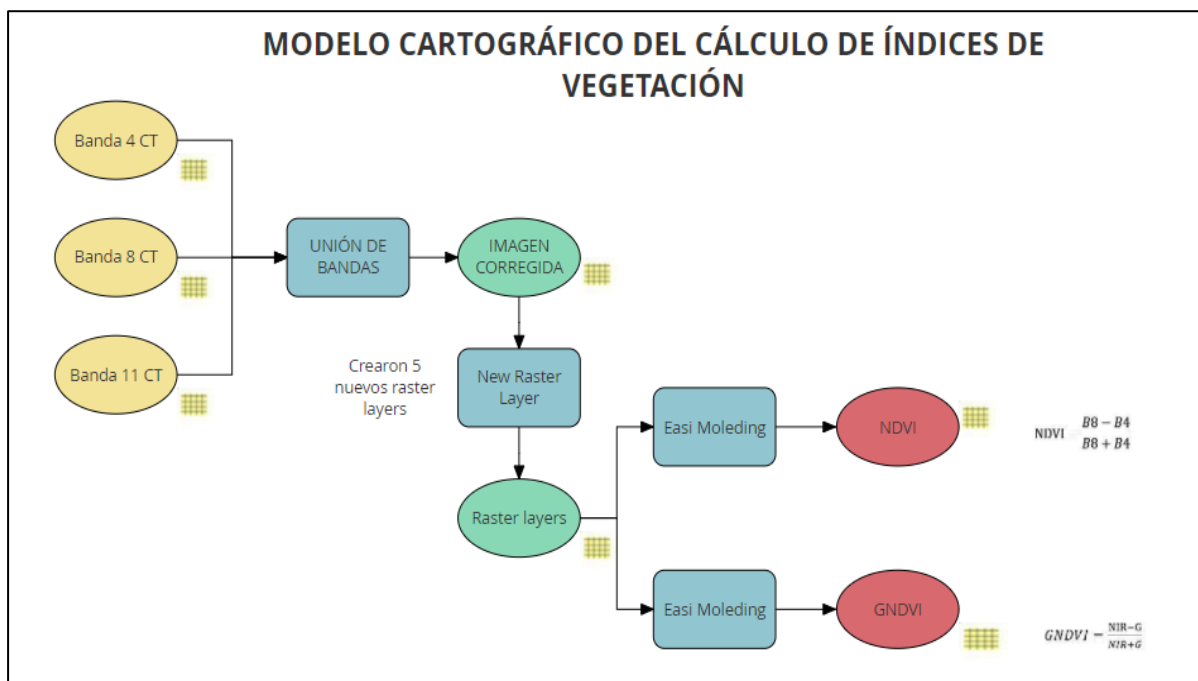 MODELO CARTOGRÁFICO DEL CÁLCULO DE ÍNDICES DE
VEGETACIÓN
Banda 4 CT
Banda 8 CT
Banda 11 CT
UNIÓN DE
BANDAS
IMAGEN
CORREGIDA
Crearon 5
nuevos raster
layers
New Raster
Layer
Raster layers
Easi Moleding
NDVI
NDVI B8 − B4
B8 + B4
Easi Moleding
GNDVI
GNDVI = NIR−G
NIR+G